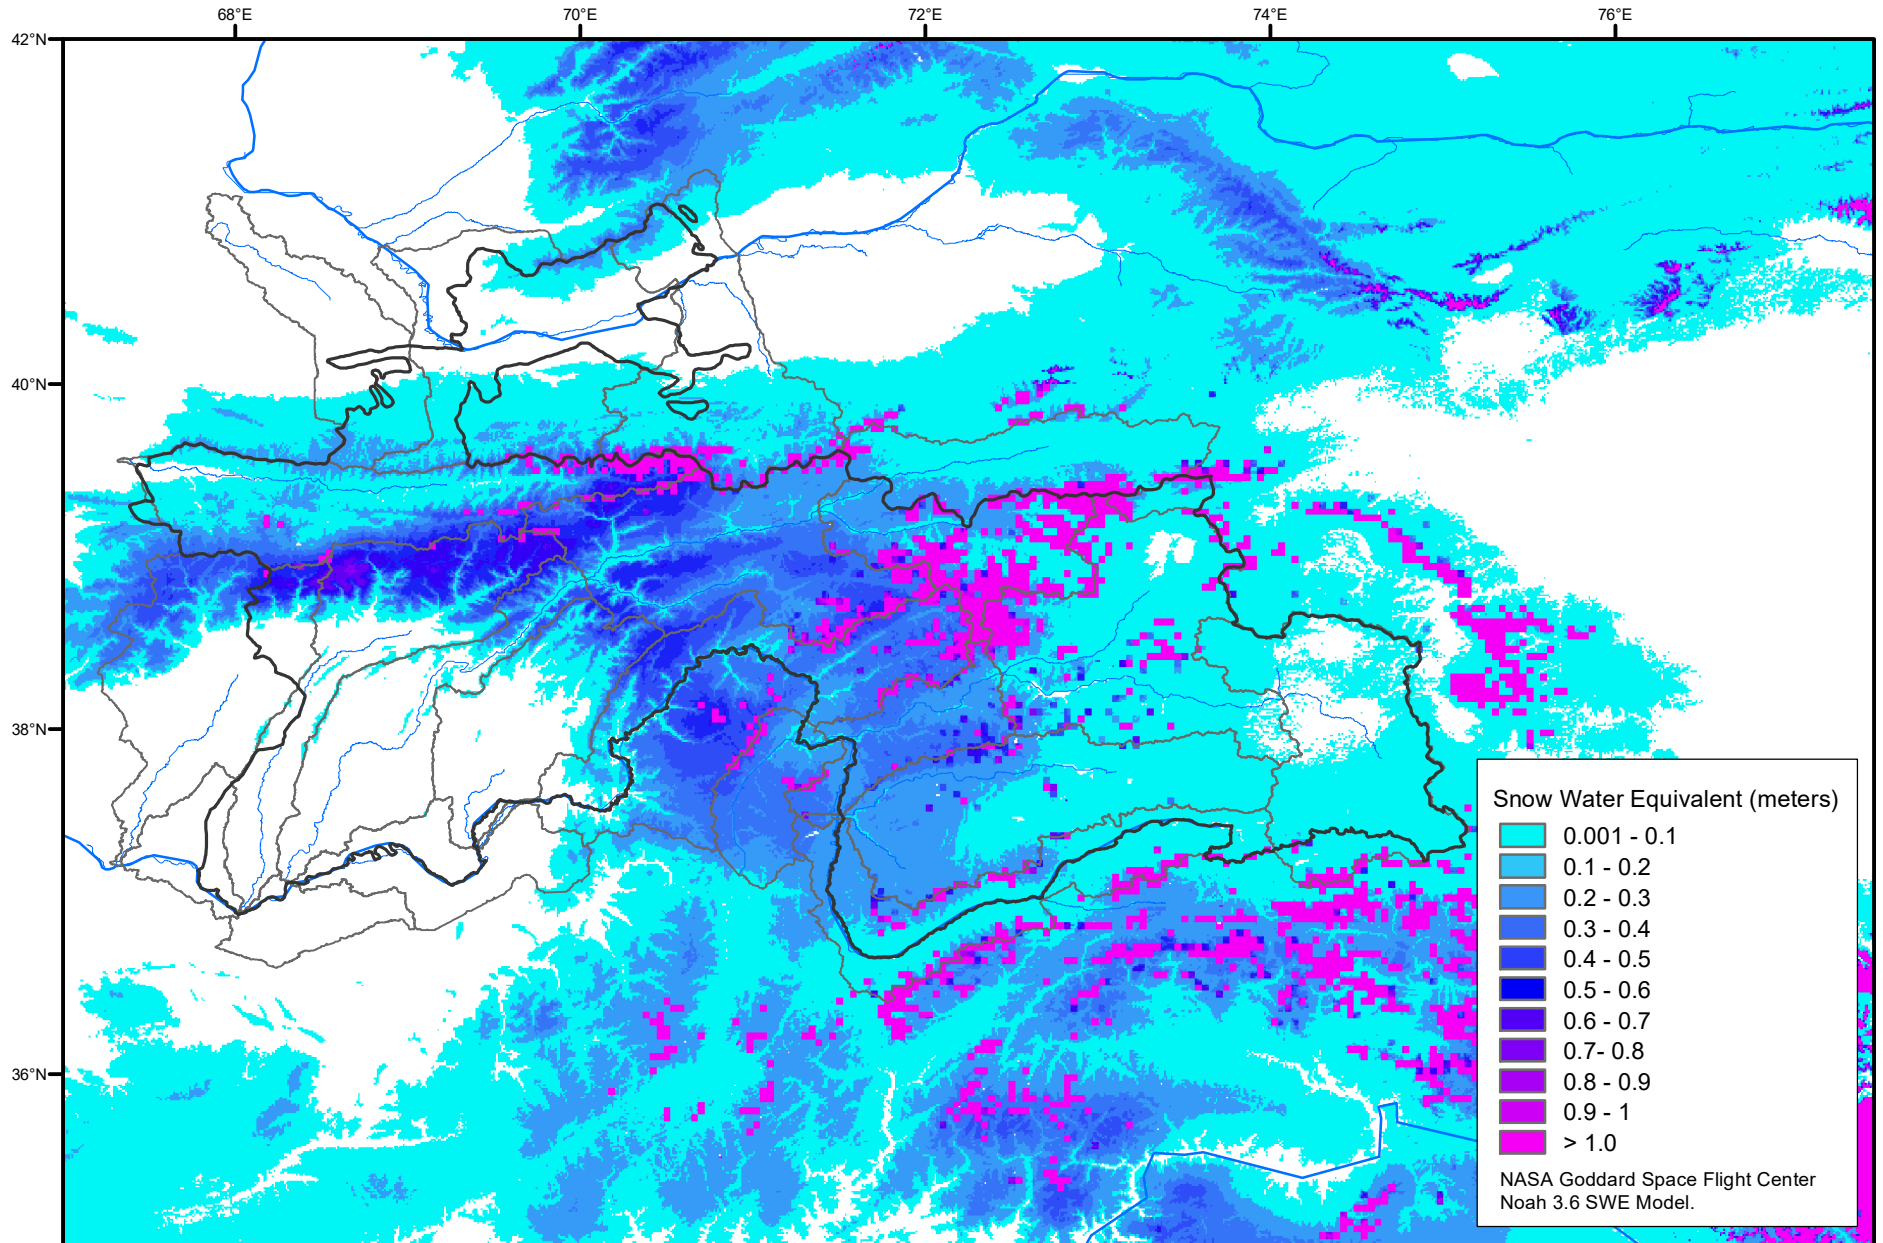 68°E 70°E 72°E 74°E 76°E
42°N
40°N
38°N
36°N
Snow Water Equivalent (meters)
0.001 - 0.1
0.1 - 0.2
0.2 - 0.3
0.3 - 0.4
0.4 - 0.5
0.5 - 0.6
0.6 - 0.7
0.7- 0.8
0.8 - 0.9
0.9 - 1
> 1.0
NASA Goddard Space Flight Center
Noah 3.6 SWE Model.